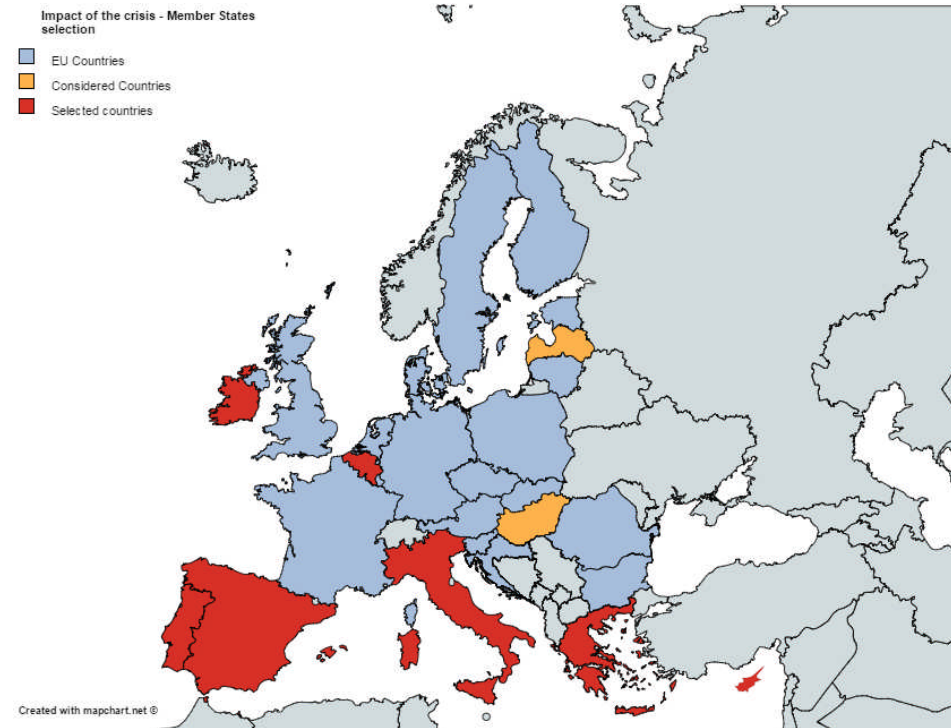 Impact of the crisis - Member States
selection
EU Countries
Considered Countries
Selected countries
Created with mapchart.net ©